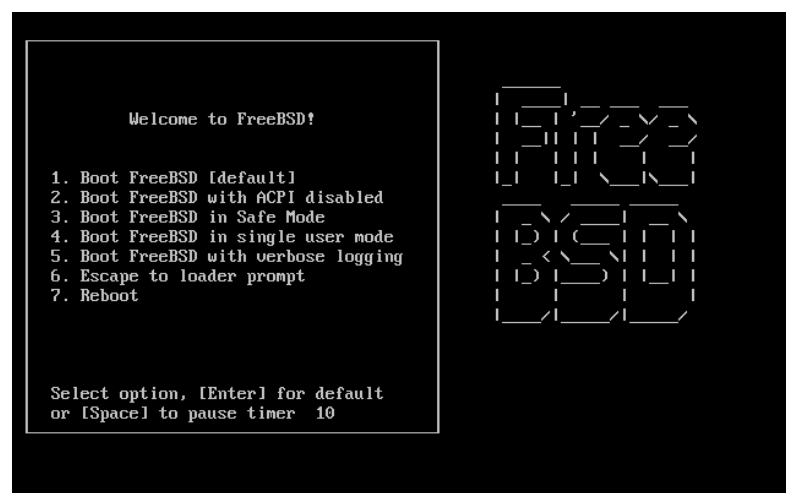 Welcome to FreeBSD!
1. Boot FreeBSD [default]
2. Boot FreeBSD with ACPI disabled
3. Boot FreeBSD in Safe Mode
4. Boot FreeBSD in single user mode
5. Boot FreeBSD with verbose logging
6. Escape to loader prompt
7. Reboot
Select option, [Enter] for default
or [Space] to pause timer 10
Free
BSD